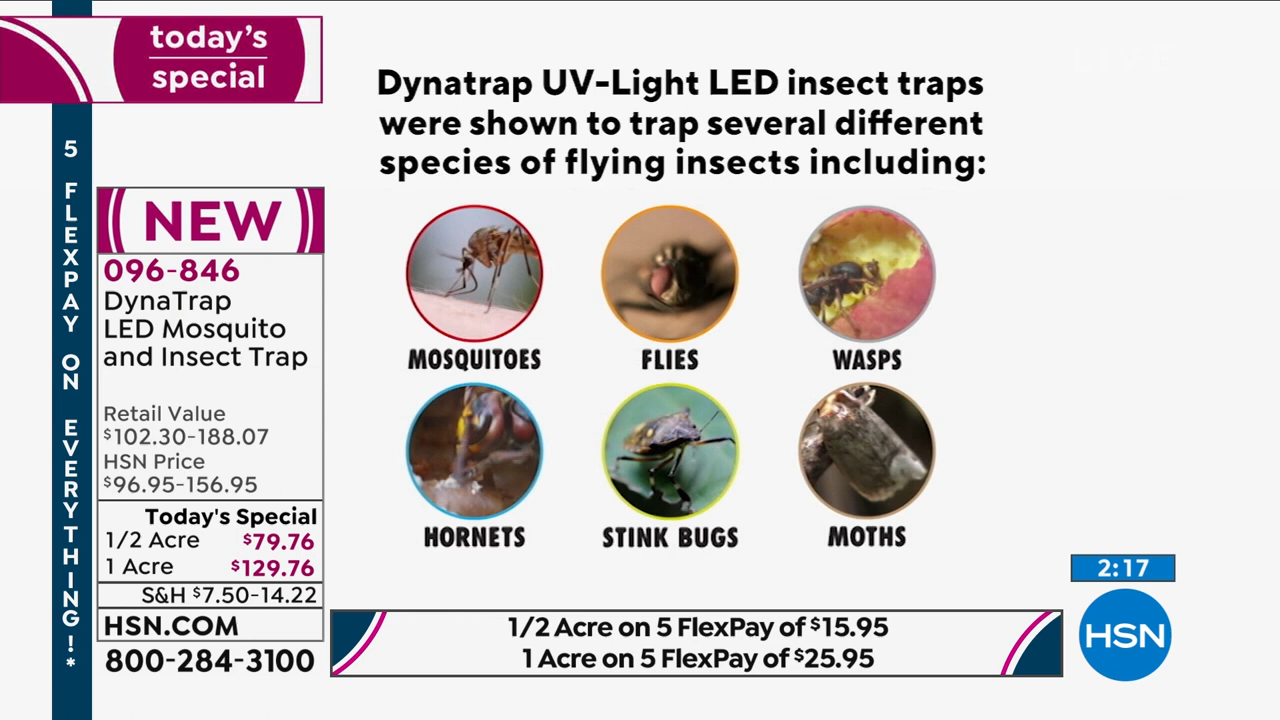 today's
special
5 FLEXPAY ON EVERYTHING!*
NEW
096-846
DynaTrap
LED Mosquito
and Insect Trap
Retail Value
$102.30-188.07
HSN Price
$96.95-156.95
Today's Special
1/2 Acre $79.76
1 Acre $129.76
S&H $7.50-14.22
HSN.COM
800-284-3100
Dynatrap UV-Light LED insect traps
were shown to trap several different
species of flying insects including:
MOSQUITOES FLIES WASPS
HORNETS STINK BUGS MOTHS
2:17
HSN
1/2 Acre on 5 FlexPay of $15.95
1 Acre on 5 FlexPay of $25.95